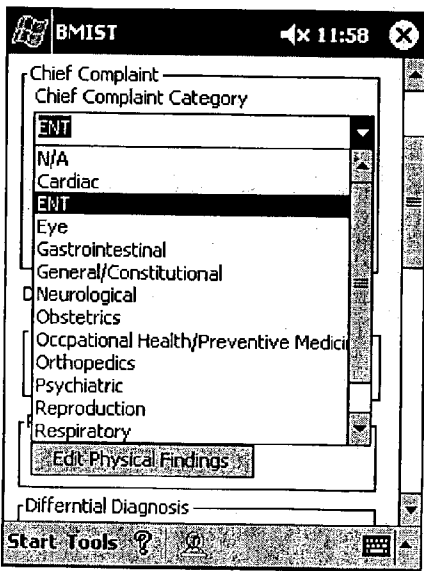 BMIST 11:58
Chief Complaint
Chief Complaint Category
ENT
N/A
Cardiac
ENT
Eye
Gastrointestinal
General/Constitutional
Neurological
Obstetrics
Occpational Health/Preventive Medici
Orthopedics
Psychiatric
Reproduction
Respiratory
Edit Physical Findings
Differntial Diagnosis
Start Tools ?